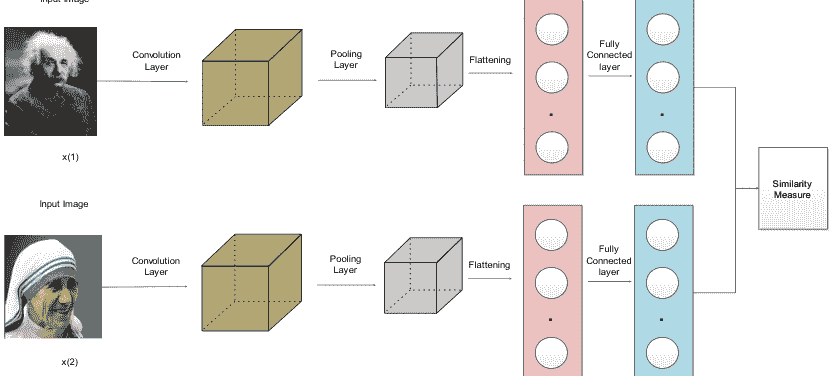 Input Image
Convolution
Layer
Pooling
Layer
Flattening
Fully
Connected
layer
x(1)
Similarity
Measure
Input Image
Convolution
Layer
Pooling
Layer
Flattening
Fully
Connected
layer
x(2)